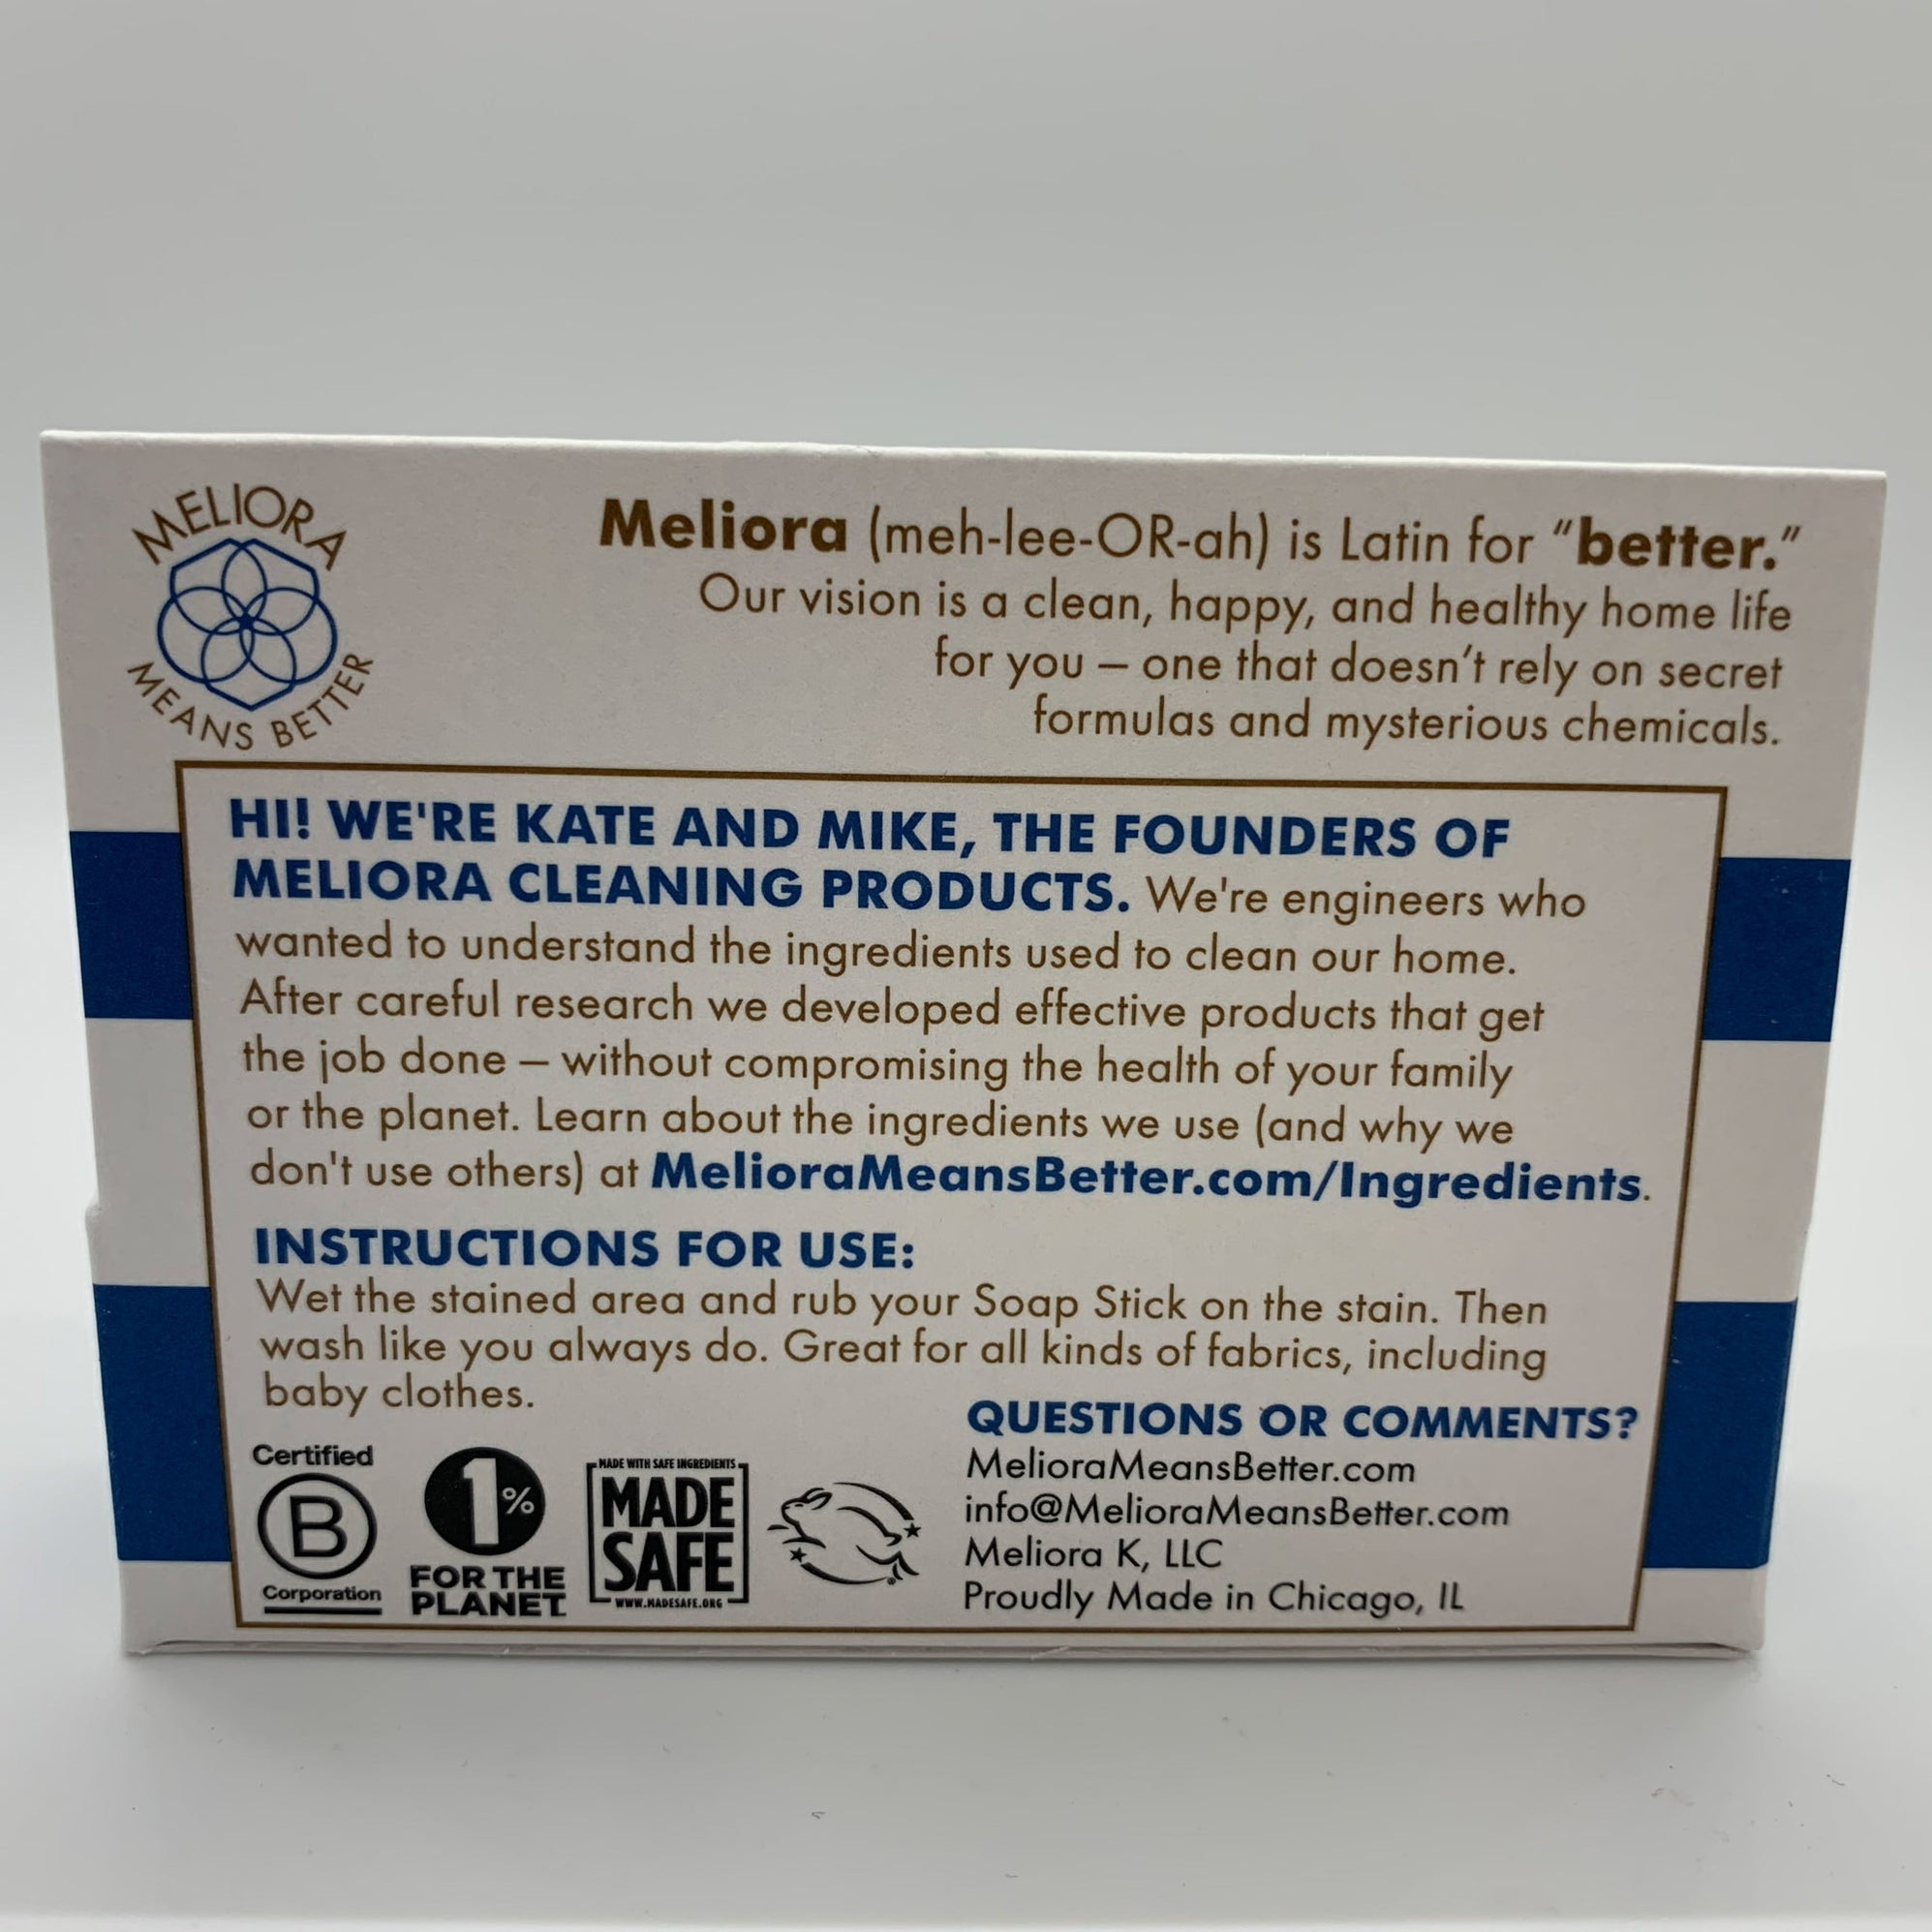 MELIORA
MEANS BETTER
Meliora (meh-lee-OR-ah) is Latin for “better.”
Our vision is a clean, happy, and healthy home life
for you – one that doesn’t rely on secret
formulas and mysterious chemicals.
HI! WE'RE KATE AND MIKE, THE FOUNDERS OF
MELIORA CLEANING PRODUCTS. We're engineers who
wanted to understand the ingredients used to clean our home.
After careful research we developed effective products that get
the job done – without compromising the health of your family
or the planet. Learn about the ingredients we use (and why we
don't use others) at MelioraMeansBetter.com/Ingredients.
INSTRUCTIONS FOR USE:
Wet the stained area and rub your Soap Stick on the stain. Then
wash like you always do. Great for all kinds of fabrics, including
baby clothes.
Certified
B
Corporation
1%
FOR THE
PLANET
MADE WITH SAFE INGREDIENTS
MADE
SAFE
WWW.MADESAFE.ORG
QUESTIONS OR COMMENTS?
MelioraMeansBetter.com
info@MelioraMeansBetter.com
Meliora K, LLC
Proudly Made in Chicago, IL